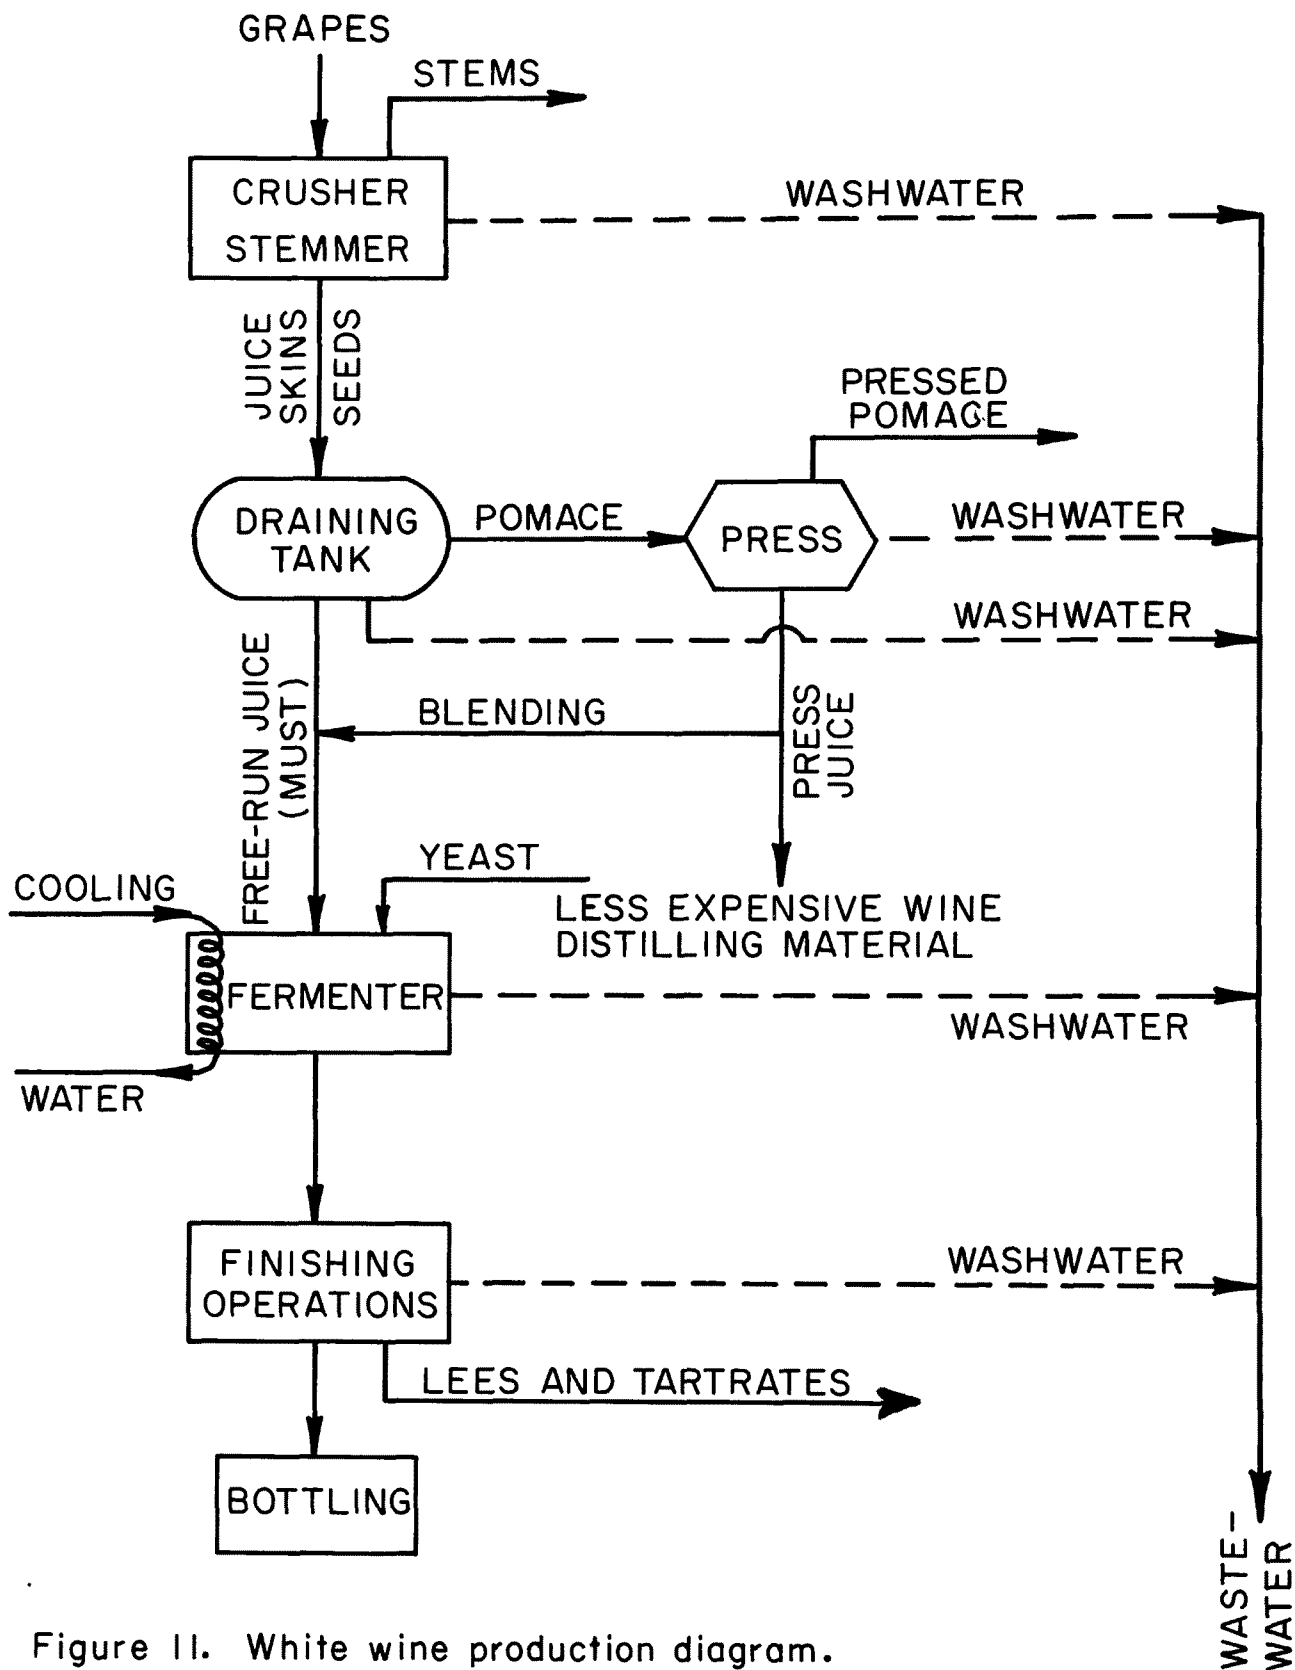 GRAPES
STEMS
CRUSHER
STEMMER
WASHWATER
JUICE
SKINS
SEEDS
PRESSED
POMACE
DRAINING
TANK
POMACE
PRESS
WASHWATER
WASHWATER
FREE-RUN JUICE
(MUST)
BLENDING
PRESS
JUICE
YEAST
COOLING
LESS EXPENSIVE WINE
DISTILLING MATERIAL
FERMENTER
WASHWATER
WATER
FINISHING
OPERATIONS
WASHWATER
LEES AND TARTRATES
BOTTLING
WASTE-
WATER
Figure 11. White wine production diagram.